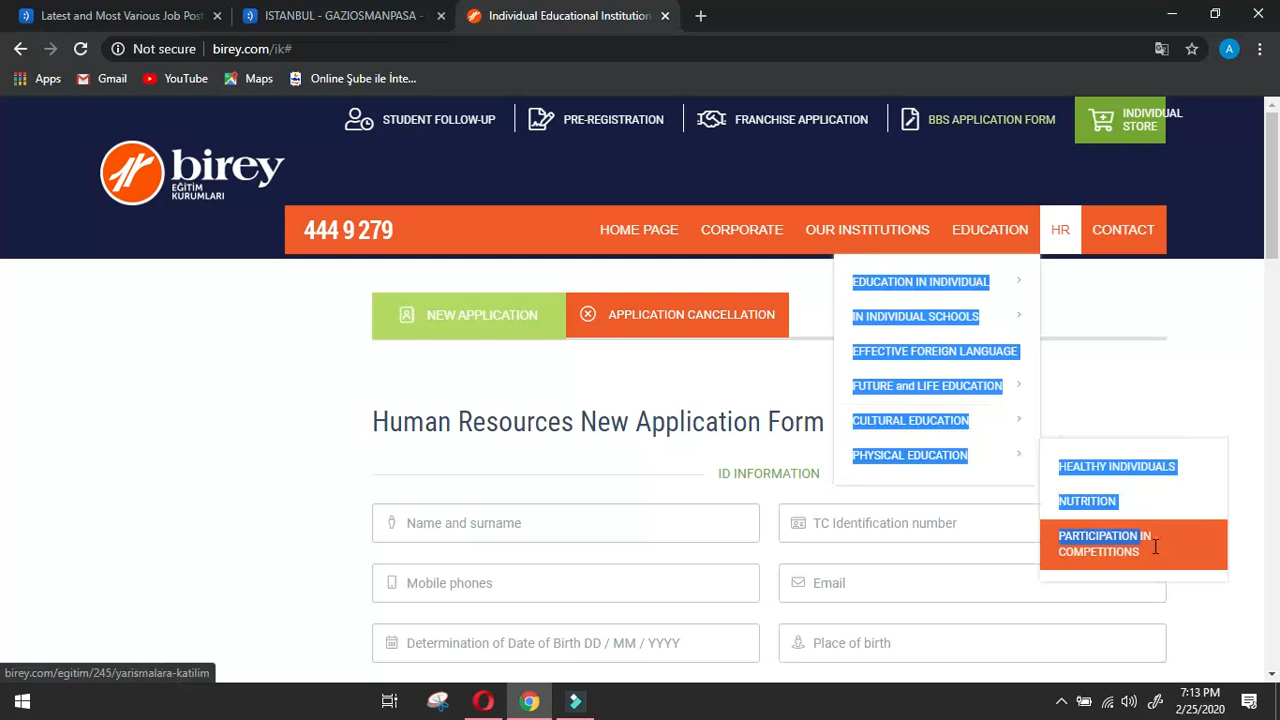 Latest and Most Various Job Post
ISTANBUL - GAZIOSMANPASA -
Individual Educational Institution
Not secure
birey.com/ik#
A
Apps
Gmail
YouTube
Maps
Online Şube ile İnte...
STUDENT FOLLOW-UP
PRE-REGISTRATION
FRANCHISE APPLICATION
BBS APPLICATION FORM
INDIVIDUAL
STORE
birey
EĞİTİM
KURUMLARI
444 9 279
HOME PAGE
CORPORATE
OUR INSTITUTIONS
EDUCATION
HR
CONTACT
EDUCATION IN INDIVIDUAL
IN INDIVIDUAL SCHOOLS
EFFECTIVE FOREIGN LANGUAGE
FUTURE and LIFE EDUCATION
CULTURAL EDUCATION
PHYSICAL EDUCATION
HEALTHY INDIVIDUALS
NUTRITION
PARTICIPATION IN
COMPETITIONS
NEW APPLICATION
APPLICATION CANCELLATION
Human Resources New Application Form
ID INFORMATION
Name and surname
TC Identification number
Mobile phones
Email
Determination of Date of Birth DD / MM / YYYY
Place of birth
birey.com/egitim/245/yarismalara-katilim
7:13 PM
2/25/2020